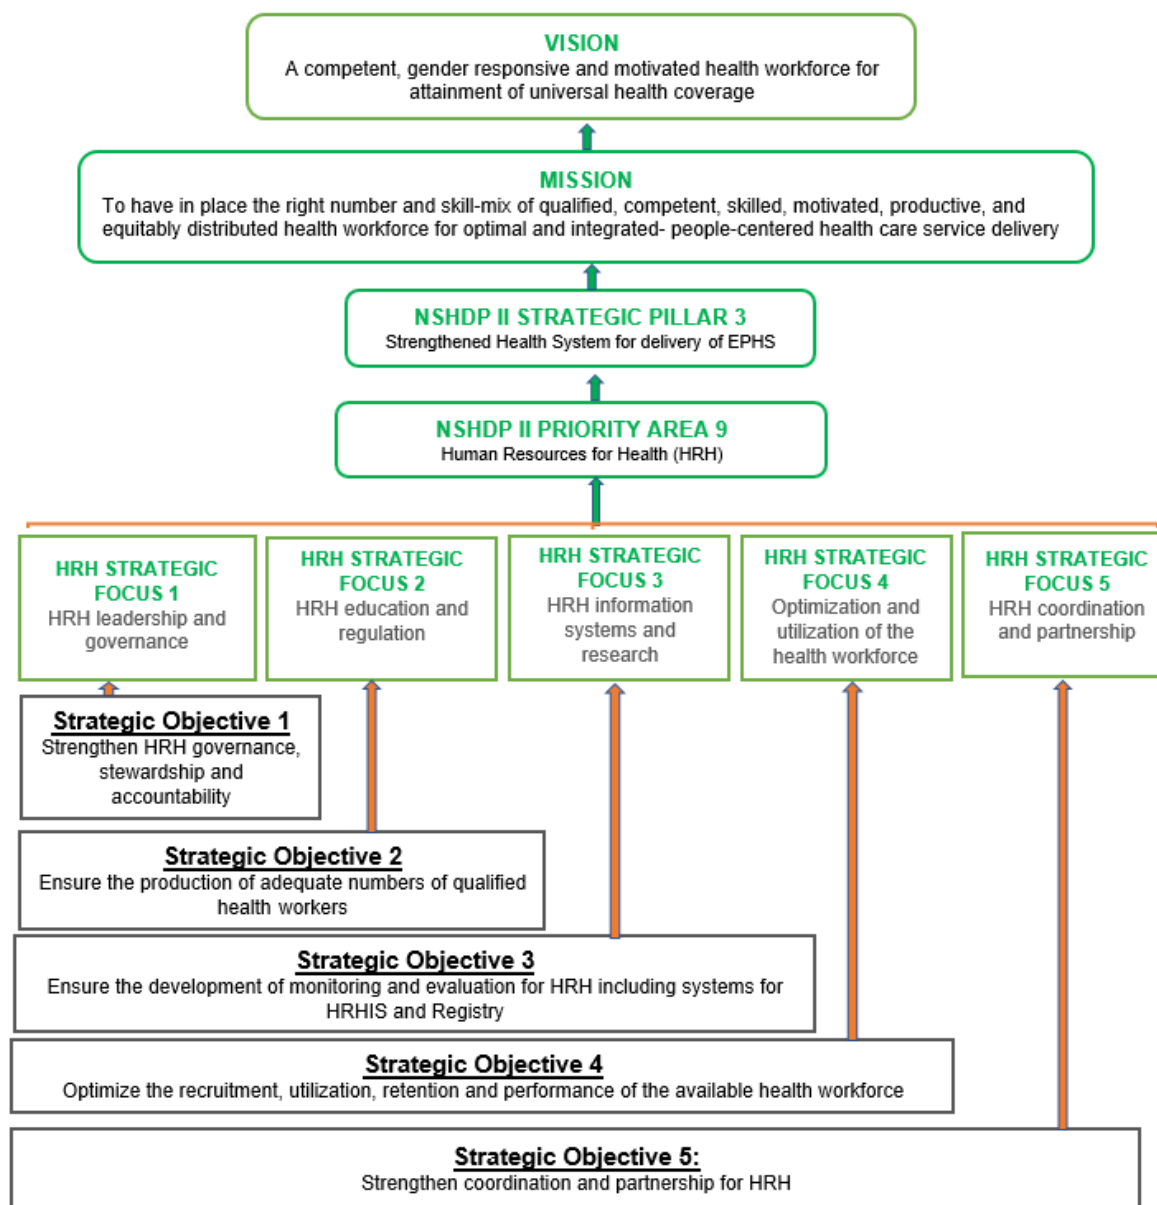 VISION
A competent, gender responsive and motivated health workforce for
attainment of universal health coverage
MISSION
To have in place the right number and skill-mix of qualified, competent, skilled, motivated, productive, and
equitably distributed health workforce for optimal and integrated- people-centered health care service delivery
NSHDP II STRATEGIC PILLAR 3
Strengthened Health System for delivery of EPHS
NSHDP II PRIORITY AREA 9
Human Resources for Health (HRH)
HRH STRATEGIC
FOCUS 1
HRH leadership and
governance
HRH STRATEGIC
FOCUS 2
HRH education and
regulation
HRH STRATEGIC
FOCUS 3
HRH information
systems and
research
HRH STRATEGIC
FOCUS 4
Optimization and
utilization of the
health workforce
HRH STRATEGIC
FOCUS 5
HRH coordination
and partnership
Strategic Objective 1
Strengthen HRH governance,
stewardship and
accountability
Strategic Objective 2
Ensure the production of adequate numbers of qualified
health workers
Strategic Objective 3
Ensure the development of monitoring and evaluation for HRH including systems for
HRHIS and Registry
Strategic Objective 4
Optimize the recruitment, utilization, retention and performance of the available health workforce
Strategic Objective 5:
Strengthen coordination and partnership for HRH